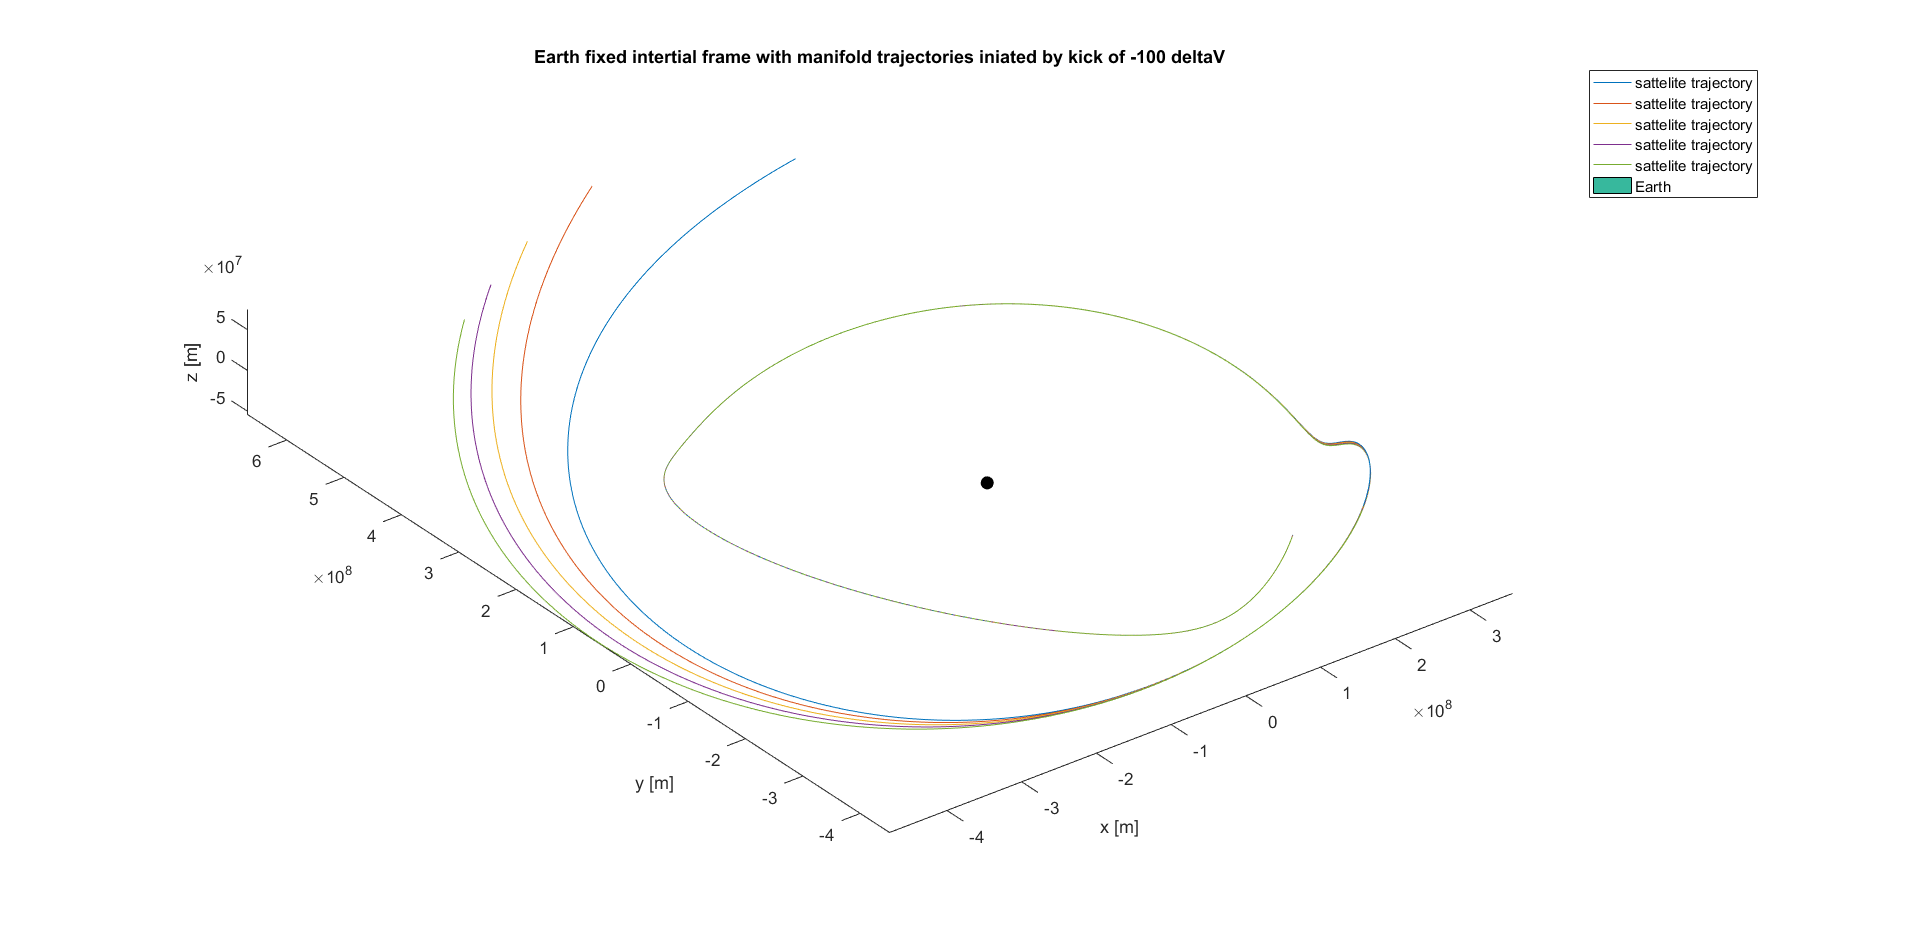 Earth fixed intertial frame with manifold trajectories iniated by kick of -100 deltaV
sattelite trajectory
sattelite trajectory
sattelite trajectory
sattelite trajectory
sattelite trajectory
Earth
×10^7
5
0
-5
z [m]
6
5
4
3
2
1
0
-1
-2
-3
-4
×10^8
y [m]
-4
-3
-2
-1
0
1
2
3
×10^8
x [m]